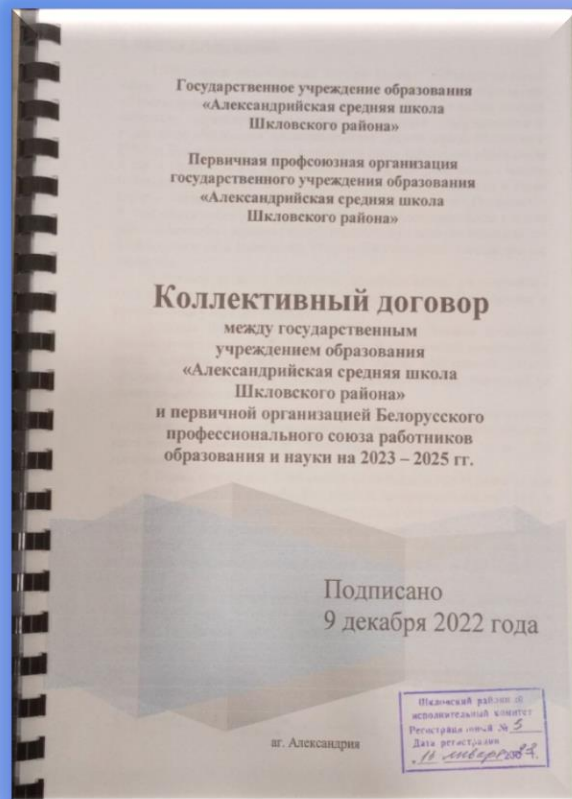 Государственное учреждение образования
«Александрийская средняя школа
Шкловского района»
Первичная профсоюзная организация
государственного учреждения образования
«Александрийская средняя школа
Шкловского района»
Коллективный договор
между государственным
учреждением образования
«Александрийская средняя школа
Шкловского района»
и первичной организацией Белорусского
профессионального союза работников
образования и науки на 2023 – 2025 гг.
Подписано
9 декабря 2022 года
Шкловский районный
исполнительный комитет
Регистрационный № 5
Дата регистрации
января
аг. Александрия